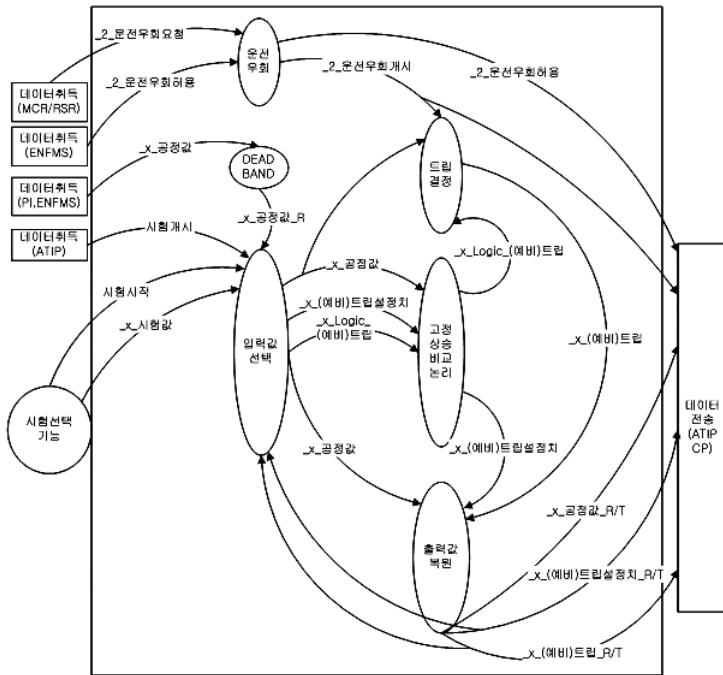 _2_운전우회요청
운전
우회
_2_운전우회허용
_2_운전우회개시
_2_운전우회허용
데이터취득
(MCR/RSR)
데이터취득
(ENFMS)
_x_공정값
데이터취득
(PI,ENFMS)
데이터취득
(ATIP)
DEAD
BAND
트립
결정
_x_공정값_R
시험개시
_x_Logic_(예비)트립
시험시작
_x_시험값
_x_공정값
_x_(예비)트립설정치
_x_Logic_
(예비)트립
입력값
선택
고정
상승
비교
논리
_x_(예비)트립
시험선택
기능
데이터
전송
(ATIP
CP)
_x_공정값
_x_(예비)트립설정치
_x_공정값_R/T
출력값
복원
_x_(예비)트립설정치_R/T
_x_(예비)트립_R/T